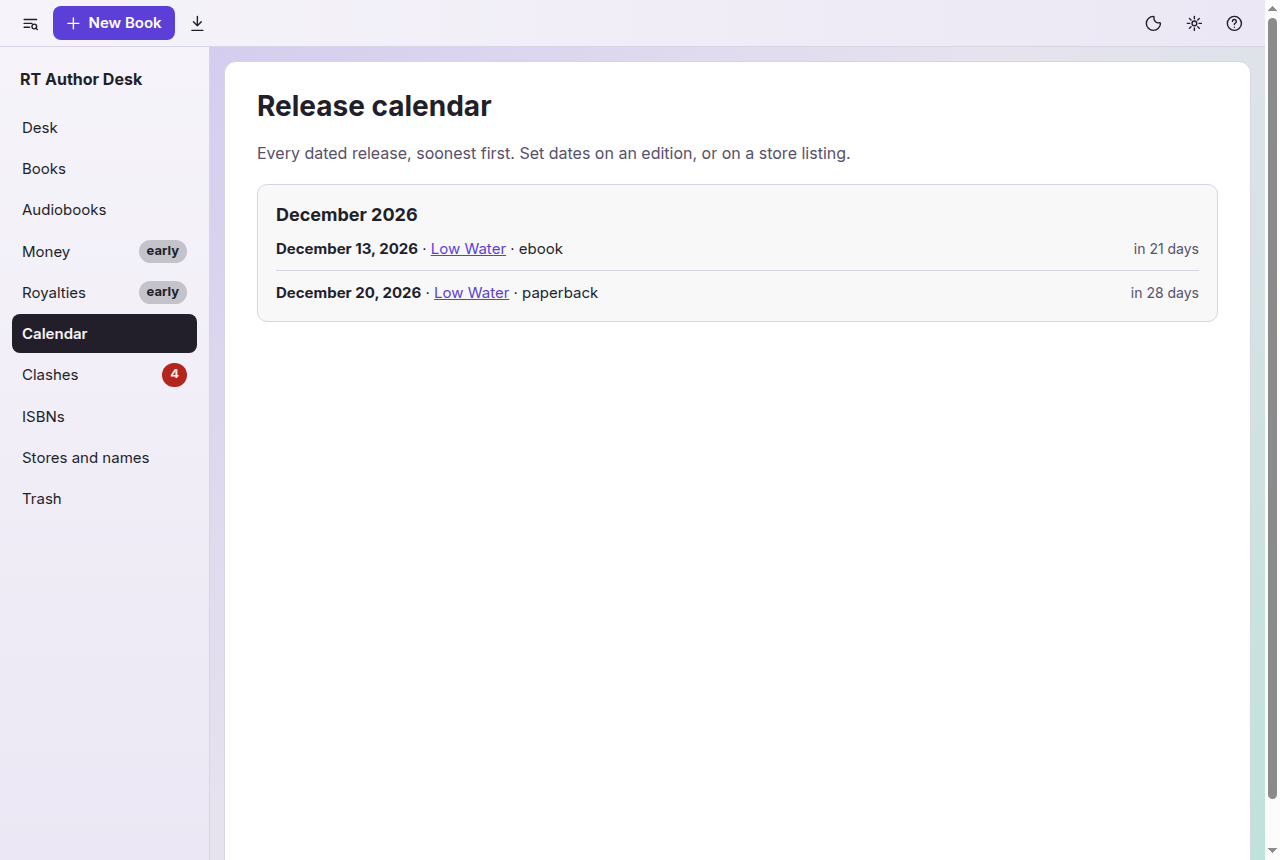 New Book
RT Author Desk
Desk
Books
Audiobooks
Money early
Royalties early
Calendar
Clashes 4
ISBNs
Stores and names
Trash
Release calendar
Every dated release, soonest first. Set dates on an edition, or on a store listing.
December 2026
December 13, 2026 · Low Water · ebook in 21 days
December 20, 2026 · Low Water · paperback in 28 days